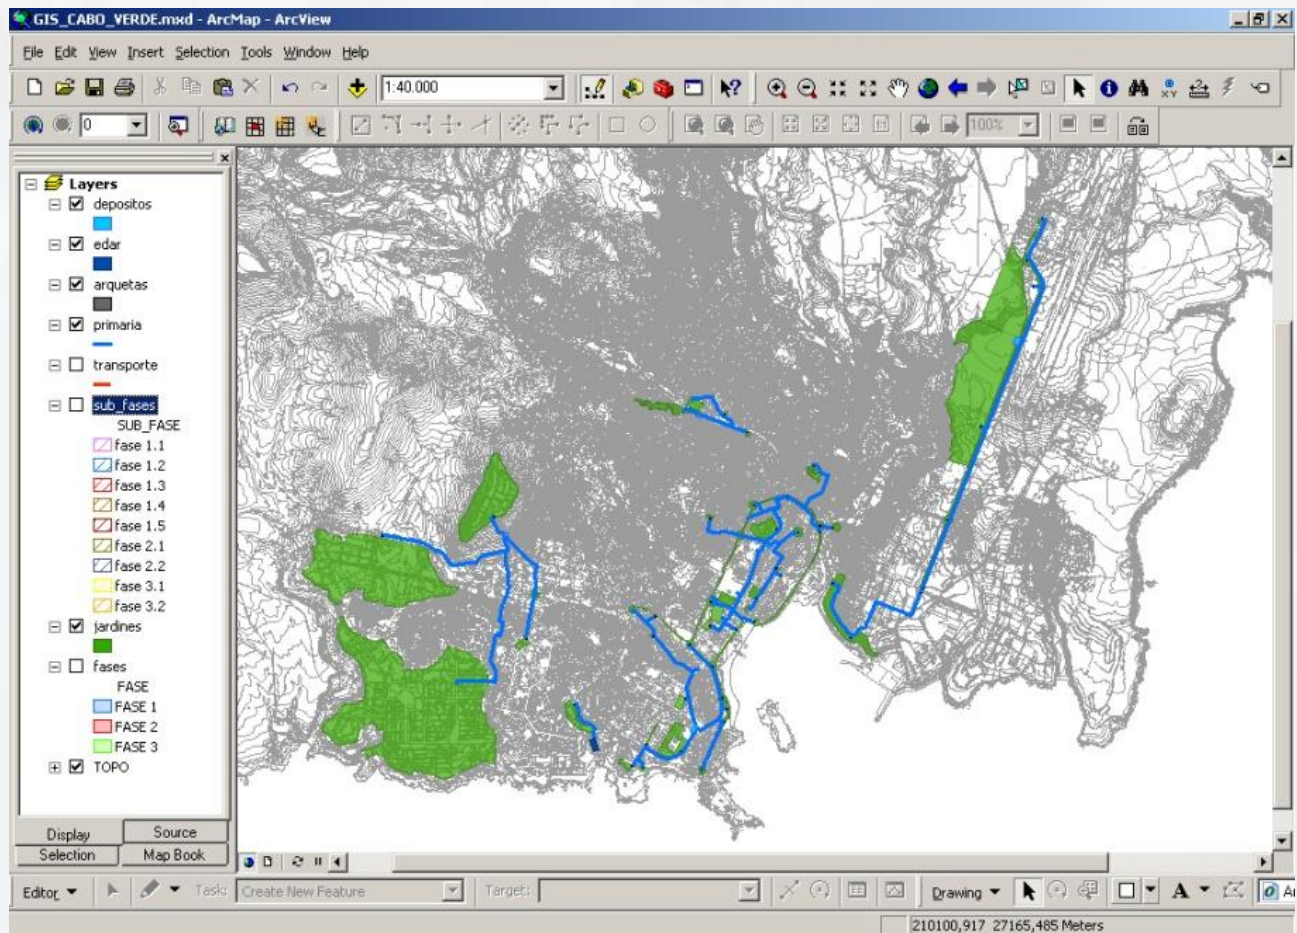 GIS_CABO_VERDE.mxd - ArcMap - ArcView
File Edit View Insert Selection Tools Window Help
1:40.000
0
100%
Layers
depositos
edar
arquetas
primaria
transporte
sub_fases
SUB_FASE
fase 1.1
fase 1.2
fase 1.3
fase 1.4
fase 1.5
fase 2.1
fase 2.2
fase 3.1
fase 3.2
jardines
fases
FASE
FASE 1
FASE 2
FASE 3
TOPO
Display Source
Selection Map Book
Editor Task: Create New Feature Target: Drawing A
210100,917 27165,485 Meters